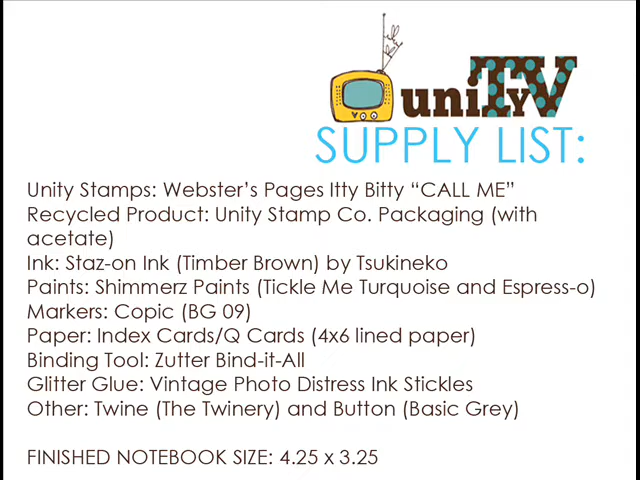 uniTyV
SUPPLY LIST:
Unity Stamps: Webster's Pages Itty Bitty “CALL ME”
Recycled Product: Unity Stamp Co. Packaging (with
acetate)
Ink: Staz-on Ink (Timber Brown) by Tsukineko
Paints: Shimmerz Paints (Tickle Me Turquoise and Espress-o)
Markers: Copic (BG 09)
Paper: Index Cards/Q Cards (4x6 lined paper)
Binding Tool: Zutter Bind-it-All
Glitter Glue: Vintage Photo Distress Ink Stickles
Other: Twine (The Twinery) and Button (Basic Grey)
FINISHED NOTEBOOK SIZE: 4.25 x 3.25